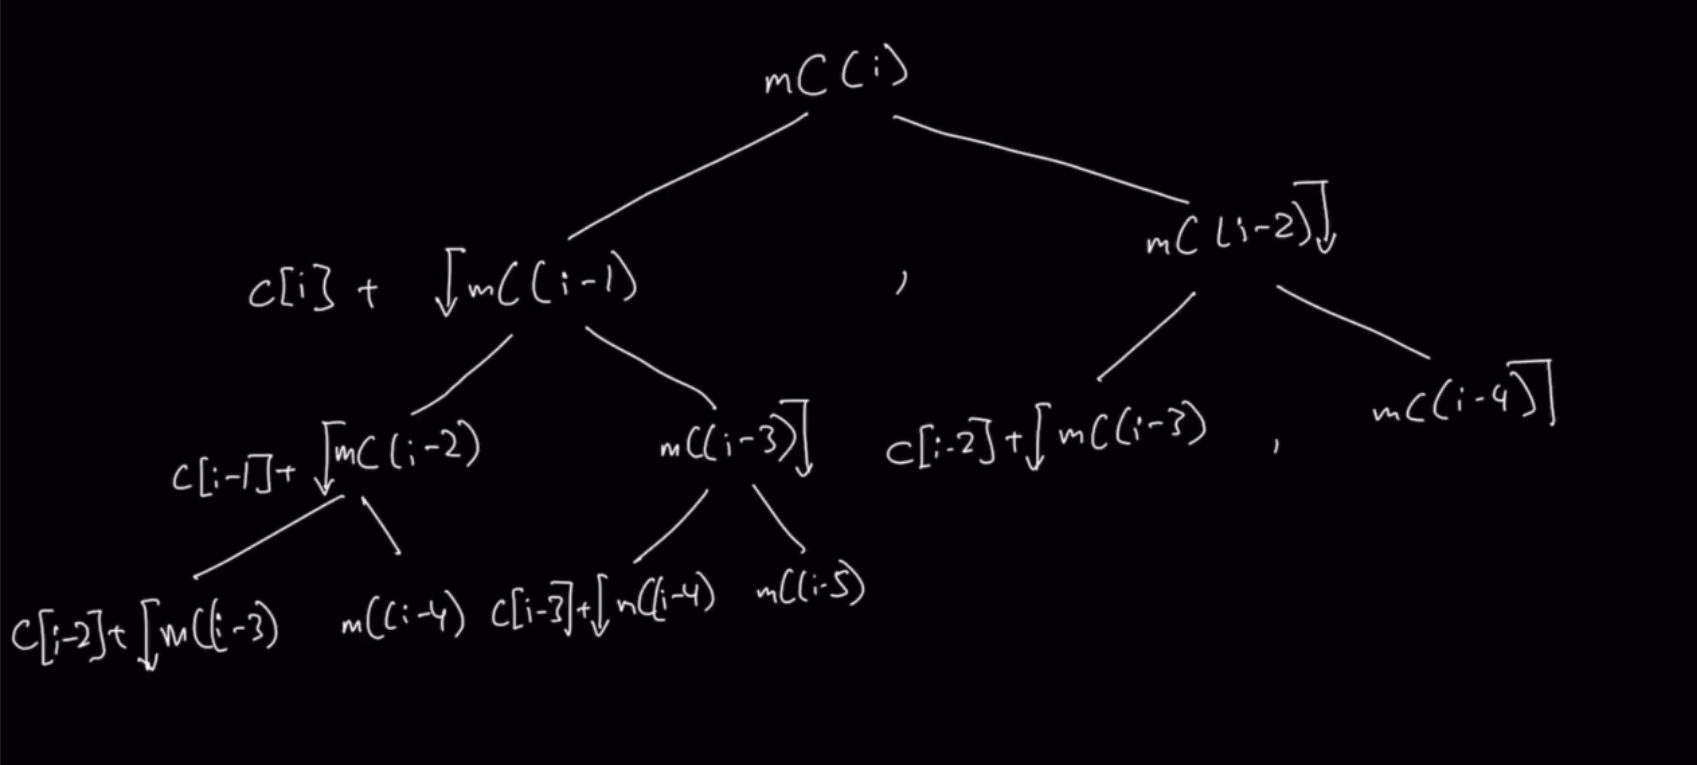 mC(i)
c[i] + mC(i-1) , mC(i-2)
c[i-1] + mC(i-2) mC(i-3) c[i-2] + mC(i-3) , mC(i-4)
c[i-2] + mC(i-3) mC(i-4) c[i-3] + mC(i-4) mC(i-5)